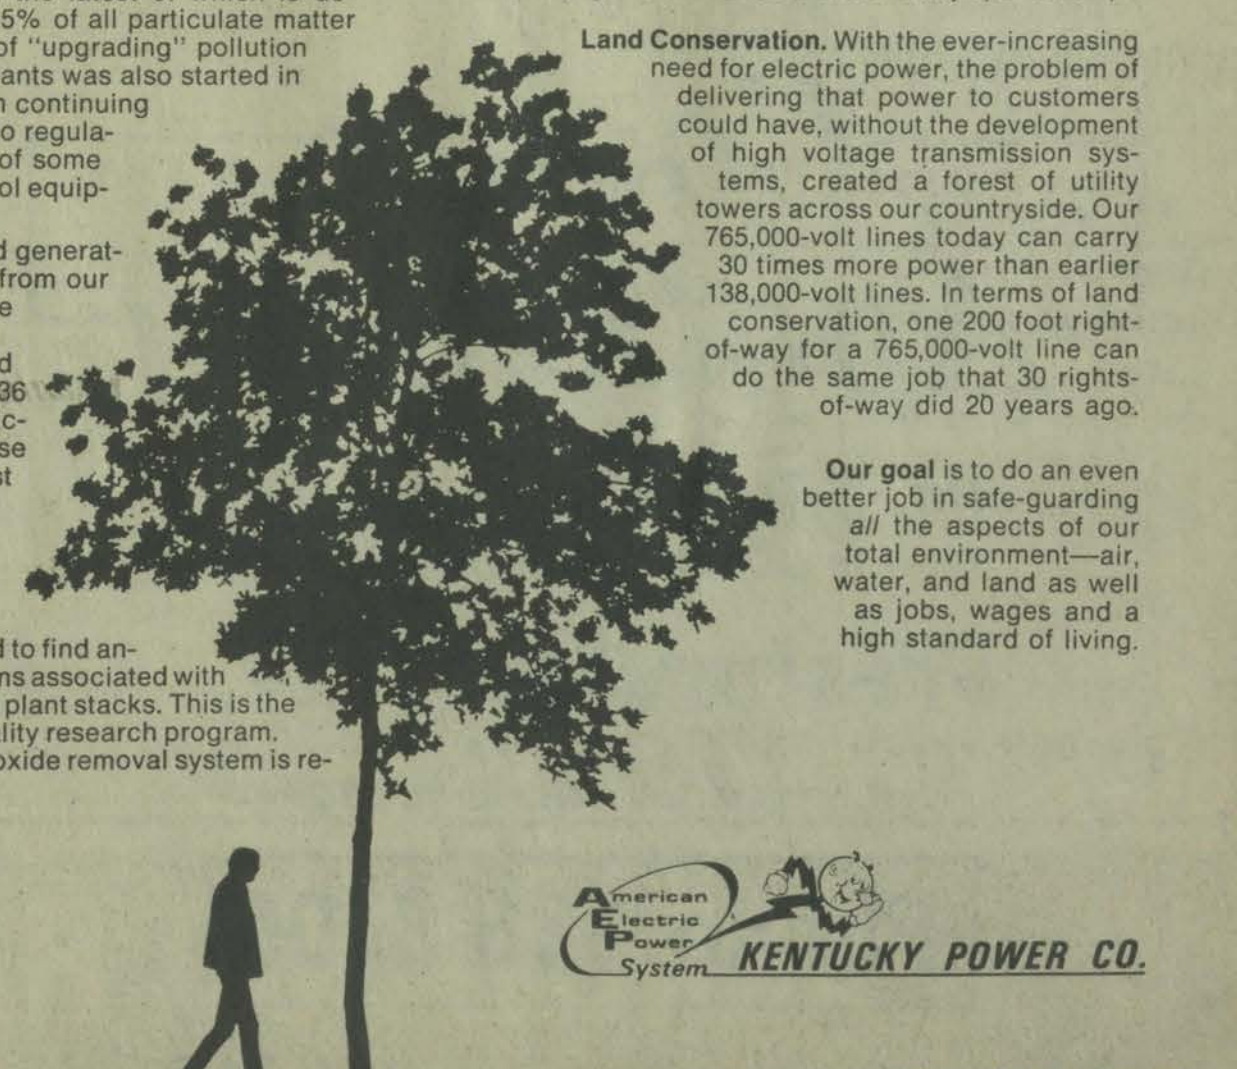 5% of all particulate matter
of "upgrading" pollution
ants was also started in
continuing
o regula-
of some
ol equip-
generat-
from our
36
c-
se
st
to find an-
ns associated with
plant stacks. This is the
lity research program.
oxide removal system is re-
Land Conservation. With the ever-increasing
need for electric power, the problem of
delivering that power to customers
could have, without the development
of high voltage transmission sys-
tems, created a forest of utility
towers across our countryside. Our
765,000-volt lines today can carry
30 times more power than earlier
138,000-volt lines. In terms of land
conservation, one 200 foot right-
of-way for a 765,000-volt line can
do the same job that 30 rights-
of-way did 20 years ago.
Our goal is to do an even
better job in safe-guarding
all the aspects of our
total environment—air,
water, and land as well
as jobs, wages and a
high standard of living.
American
Electric
Power
System
KENTUCKY POWER CO.